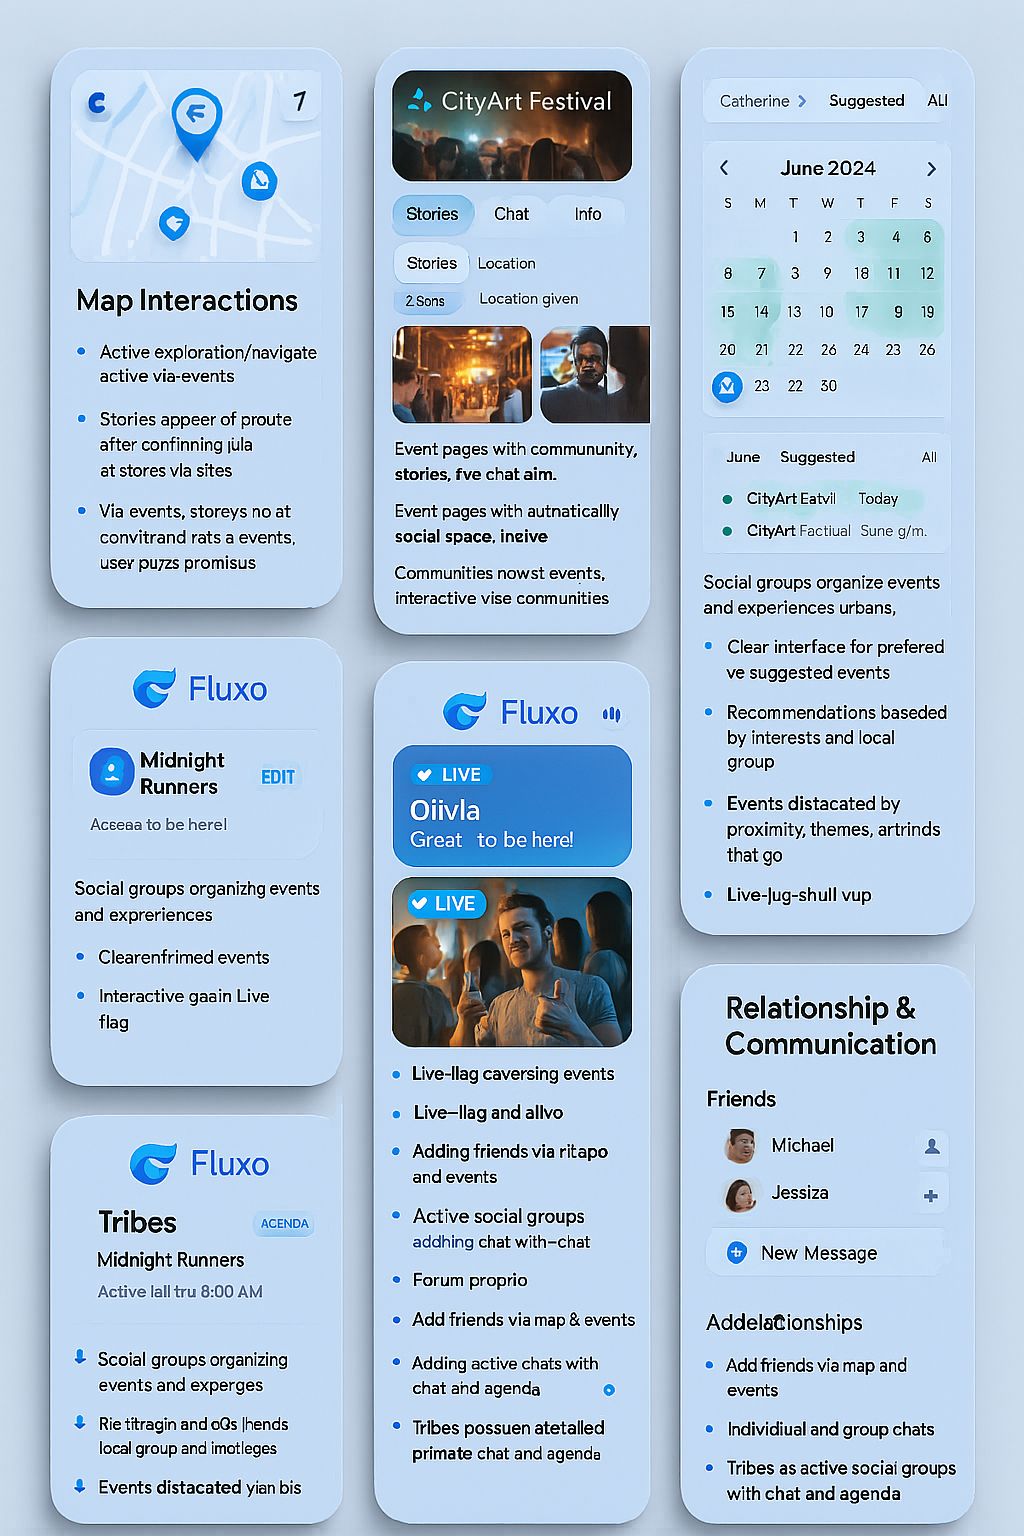 Map Interactions
Active exploration/navigate
active via-events
Stories appeer of proute
after confinning jula
at stores vla sites
Via events, storeys no at
convitrand rats a events,
user puzzs promisus
Fluxo
Midnight
Runners
EDIT
to be here!
Social groups organizhg events
and expreriences
Clearenfrimed events
Interactive gaain Live
flag
Fluxo
Tribes
ACENDA
Midnight Runners
Active lall tru 8:00 AM
Scoial groups organizing
events and experges
Rie titragin and
local group and imotleges
Events distacated yian bis
CityArt Festival
Stories Chat Info
Stories Location
2 Sons Location given
Event pages with commununity,
stories, fve chat aim.
Event pages with autnaticallly
social space, ineive
Communities nowst events,
interactive vise conmunities
Fluxo
LIVE
Oiivla
Great to be here!
LIVE
Live-llag caversing events
Live–llag and allvo
Adding friends via ritapo
and events
Active social groups
addhing chat with–chat
Forum proprio
Add friends via map & events
Adding active chats with
chat and agenda
Tribes possuen atetalled
primate chat and agenda
Catherine > Suggested All
June 2024
S M T W T F S
1 2 3 4 6
8 7 3 9 18 11 12
15 14 13 10 17 9 19
20 21 22 26 24 23 26
23 22 30
June Suggested All
CityArt Eatvil Today
CityArt Factiual Sune g/m.
Social groups organize events
and experiences urbans,
Clear interface for prefered
ve suggested events
Recommendations baseded
by interests and local
group
Events distacated by
proximity, themes, artrinds
that go
Live-jug-shull vup
Relationship &
Communication
Friends
Michael
Jessiza
New Message
Add friends via map and
events
Individiual and group chats
Tribes as active social groups
with chat and agenda